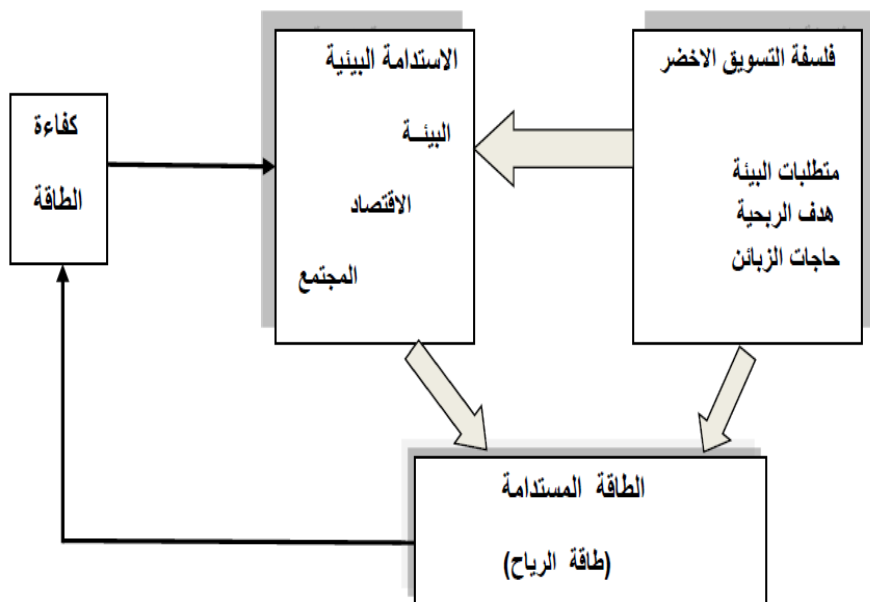 فلسفة التسويق الاخضر
متطلبات البيئة
هدف الربحية
حاجات الزبائن
الاستدامة البيئية
البيئــة
الاقتصاد
المجتمع
كفاءة
الطاقة
الطاقة المستدامة
(طاقة الرياح)